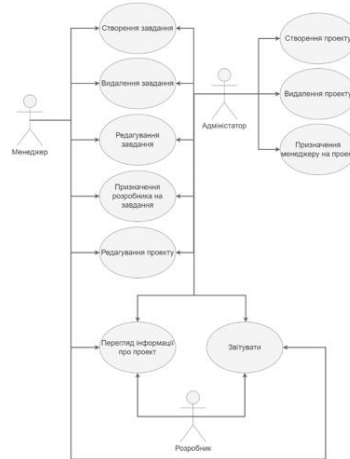 Створення завдання
Створення проекту
Видалення завдання
Видалення проекту
Менеджер
Адміністратор
Редагування
завдання
Призначення
менеджеру на проект
Призначення
розробника на
завдання
Редагування проекту
Перегляд інформації
про проект
Звітувати
Розробник